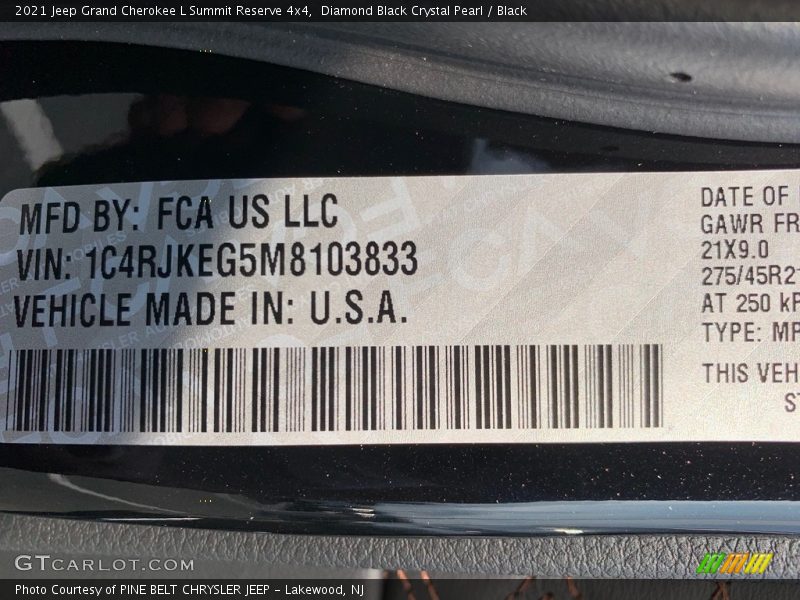 2021 Jeep Grand Cherokee L Summit Reserve 4x4,  Diamond Black Crystal Pearl / Black
MFD BY: FCA US LLC
VIN: 1C4RJKEG5M8103833
VEHICLE MADE IN: U.S.A.
DATE OF
GAWR FR
21X9.0
275/45R2
AT 250 kP
TYPE: MP
THIS VEH
ST
GTCARLOT.COM
Photo Courtesy of PINE BELT CHRYSLER JEEP – Lakewood, NJ